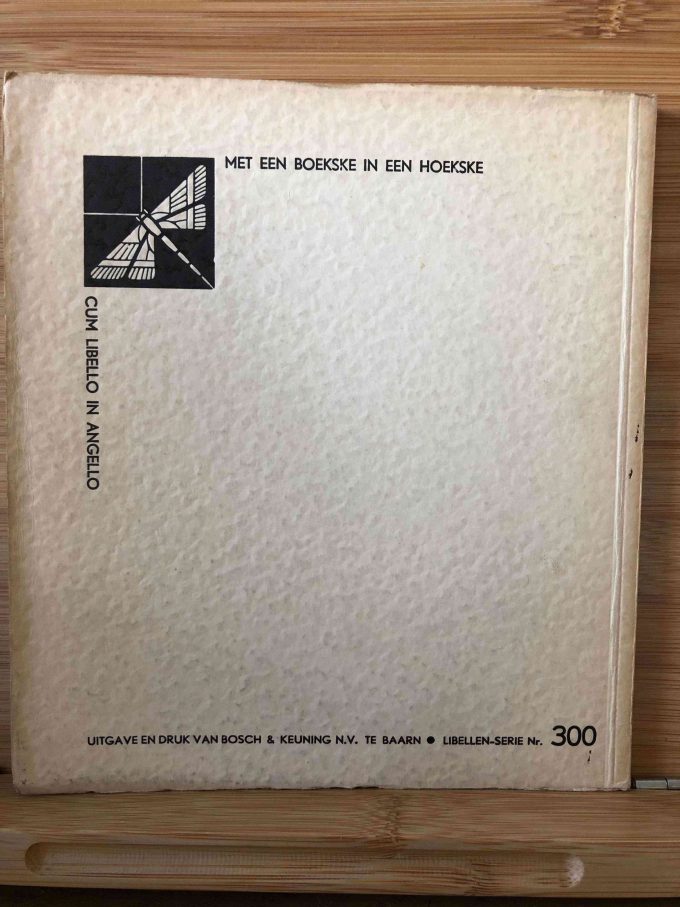 MET EEN BOEKSKE IN EEN HOEKSKE
CUM LIBELLO IN ANGELLO
UITGAVE EN DRUK VAN BOSCH & KEUNING N.V. TE BAARN ● LIBELLEN-SERIE Nr. 300